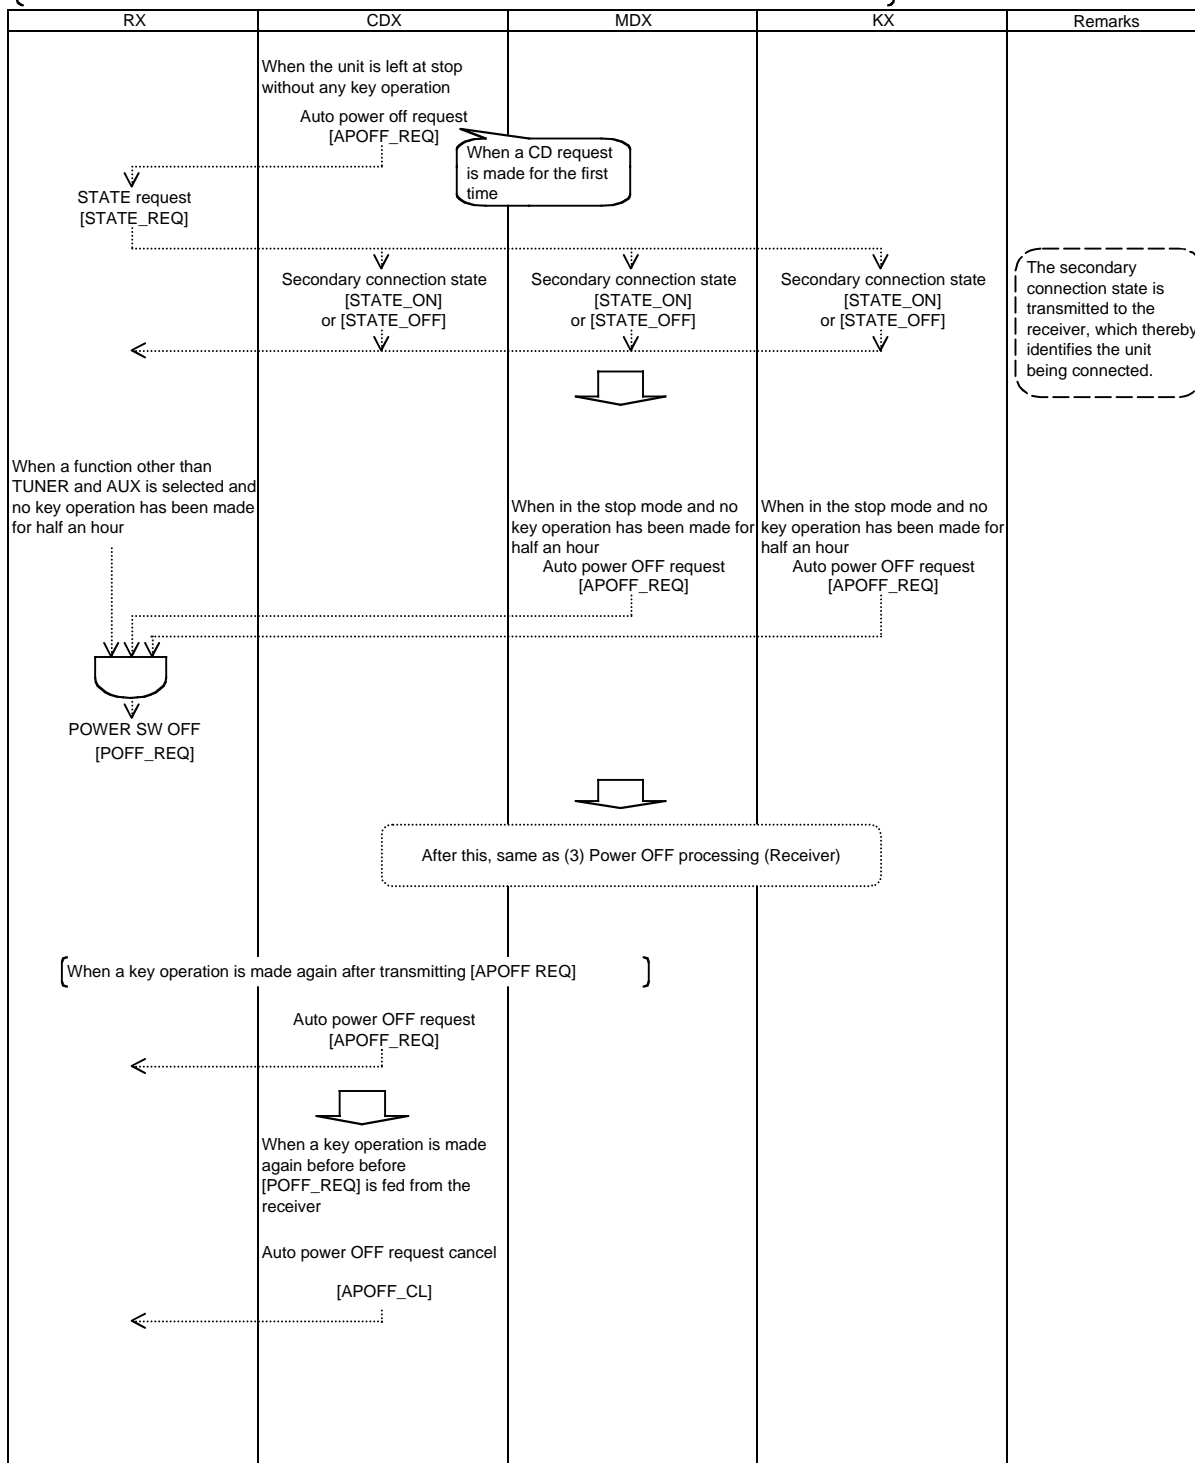 RX
CDX
MDX
KX
Remarks
When the unit is left at stop
without any key operation
Auto power off request
[APOFF_REQ]
When a CD request
is made for the first
time
STATE request
[STATE_REQ]
Secondary connection state
[STATE_ON]
or [STATE_OFF]
Secondary connection state
[STATE_ON]
or [STATE_OFF]
Secondary connection state
[STATE_ON]
or [STATE_OFF]
The secondary
connection state is
transmitted to the
receiver, which thereby
identifies the unit
being connected.
When a function other than
TUNER and AUX is selected and
no key operation has been made
for half an hour
When in the stop mode and no
key operation has been made for
half an hour
Auto power OFF request
[APOFF_REQ]
When in the stop mode and no
key operation has been made for
half an hour
Auto power OFF request
[APOFF_REQ]
POWER SW OFF
[POFF_REQ]
After this, same as (3) Power OFF processing (Receiver)
When a key operation is made again after transmitting [APOFF REQ]
Auto power OFF request
[APOFF_REQ]
When a key operation is made
again before before
[POFF_REQ] is fed from the
receiver
Auto power OFF request cancel
[APOFF_CL]